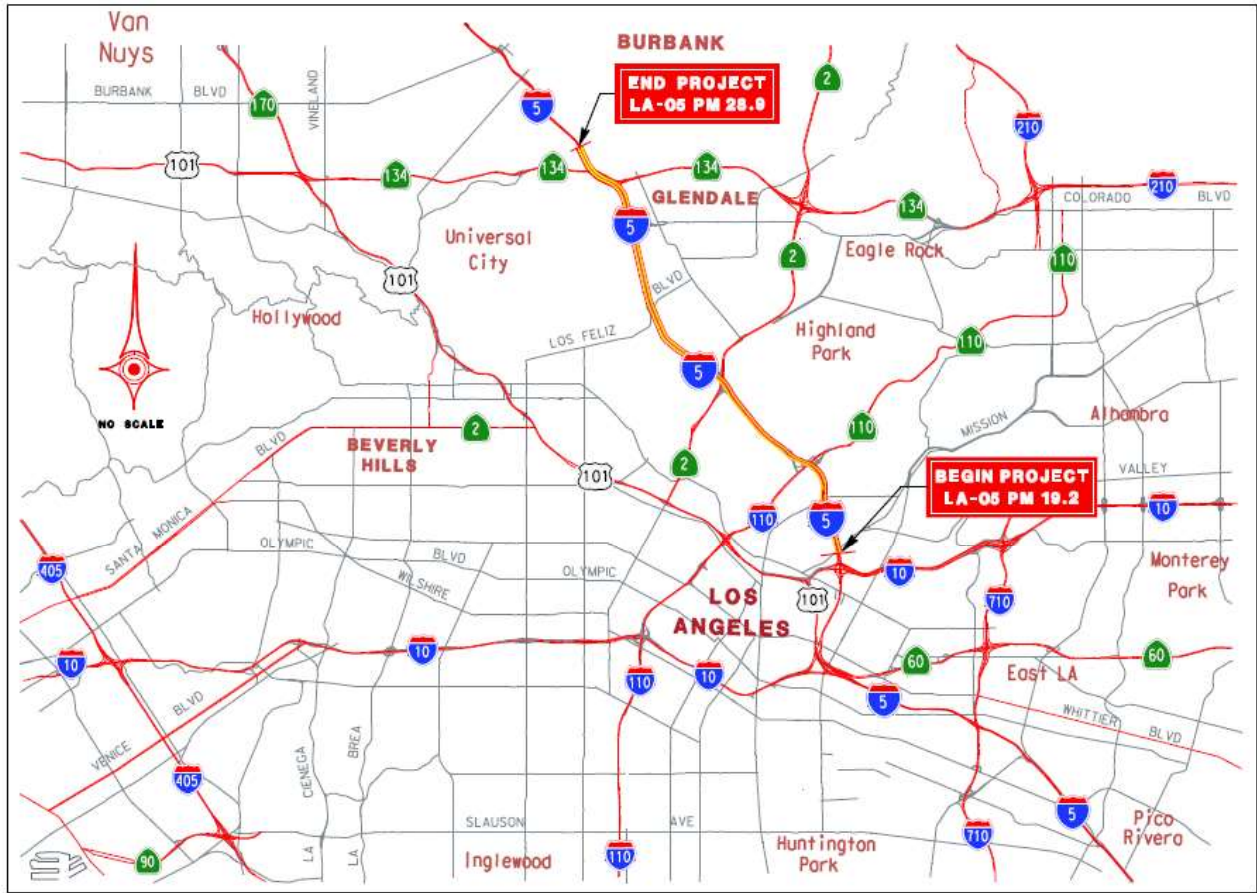 Van
Nuys
BURBANK
END PROJECT
LA-05 PM 28.9
2
5
170
VINELAND
BURBANK
BLVD
210
101
134
134
134
210
COLORADO
BLVD
GLENDALE
134
5
Universal
City
Eagle Rock
2
110
101
BLVD
Hollywood
LOS FELIZ
Highland
Park
110
5
NO SCALE
2
BEVERLY
HILLS
BLVD
110
MISSION
Alhambra
2
101
BEGIN PROJECT
LA-05 PM 19.2
VALLEY
10
110
5
SANTA MONICA
OLYMPIC
BLVD
WILSHIRE
OLYMPIC
405
10
Monterey
Park
LOS
ANGELES
101
710
10
10
60
60
East LA
110
10
5
WHITTIER
BLVD
VENICE
BLVD
405
LA CIENEGA
LA BREA
5
SLAUSON
AVE
Pico
Rivera
90
Inglewood
110
Huntington
Park
710